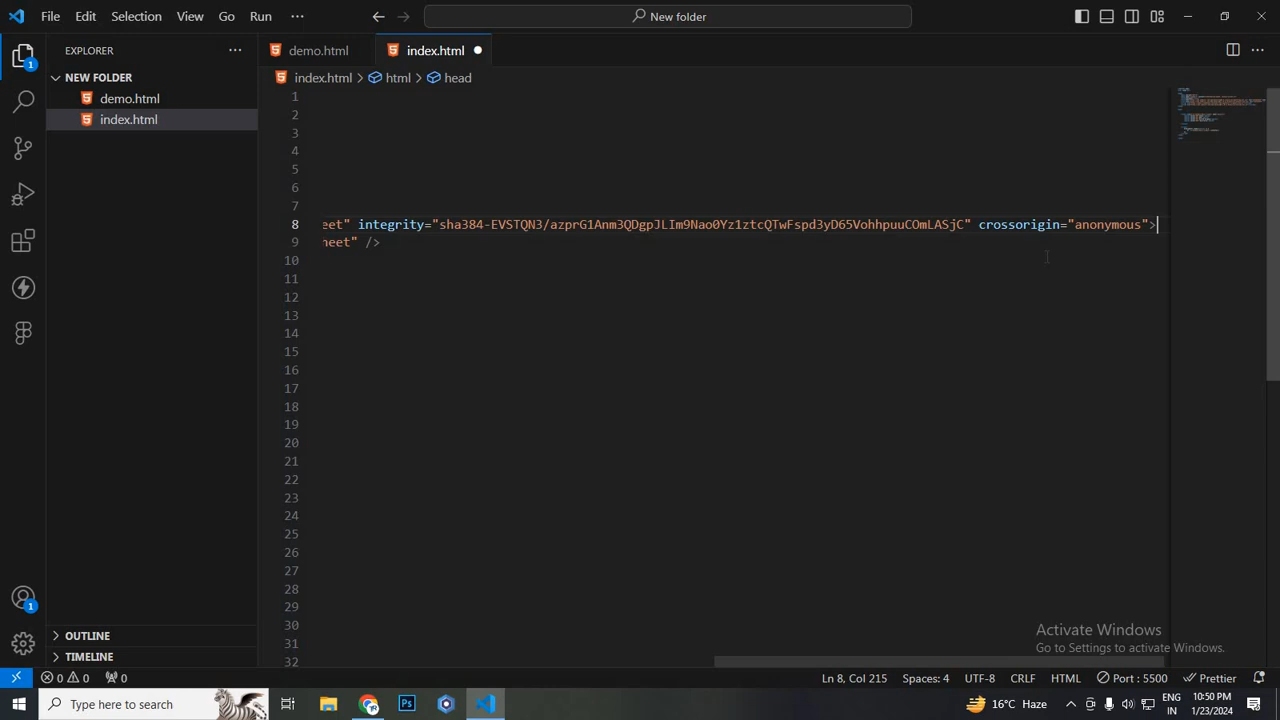 File Edit Selection View Go Run ··· New folder
EXPLORER ···
demo.html index.html
NEW FOLDER
index.html > html > head
demo.html
index.html
1
2
3
4
5
6
7
8 eet" integrity="sha384-EVSTQN3/azprG1Anm3QDgpJLIm9Nao0Yz1ztcQTwFspd3yD65VohhpuuCOmLASjC" crossorigin="anonymous">
9 heet" />
10
11
12
13
14
15
16
17
18
19
20
21
22
23
24
25
26
27
28
29
30
31
32
1
1
OUTLINE
TIMELINE
Activate Windows
Go to Settings to activate Windows.
0 0 0 Ln 8, Col 215 Spaces: 4 UTF-8 CRLF HTML Port : 5500 Prettier
Type here to search Ps 16°C Haze ENG IN 10:50 PM 1/23/2024